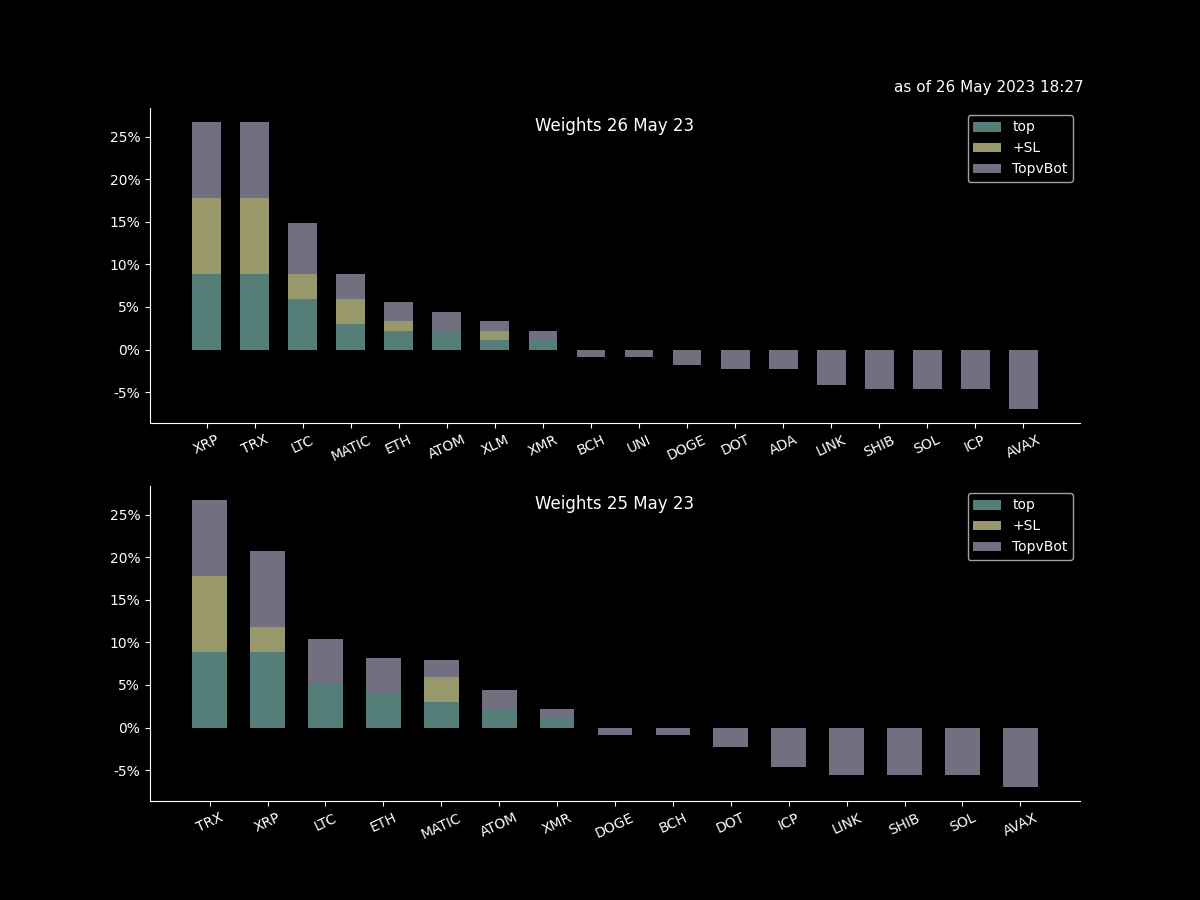 as of 26 May 2023 18:27
Weights 26 May 23
top
+SL
TopvBot
25%
20%
15%
10%
5%
0%
-5%
XRP TRX LTC MATIC ETH ATOM XLM XMR BCH UNI DOGE DOT ADA LINK SHIB SOL ICP AVAX
Weights 25 May 23
top
+SL
TopvBot
25%
20%
15%
10%
5%
0%
-5%
TRX XRP LTC ETH MATIC ATOM XMR DOGE BCH DOT ICP LINK SHIB SOL AVAX